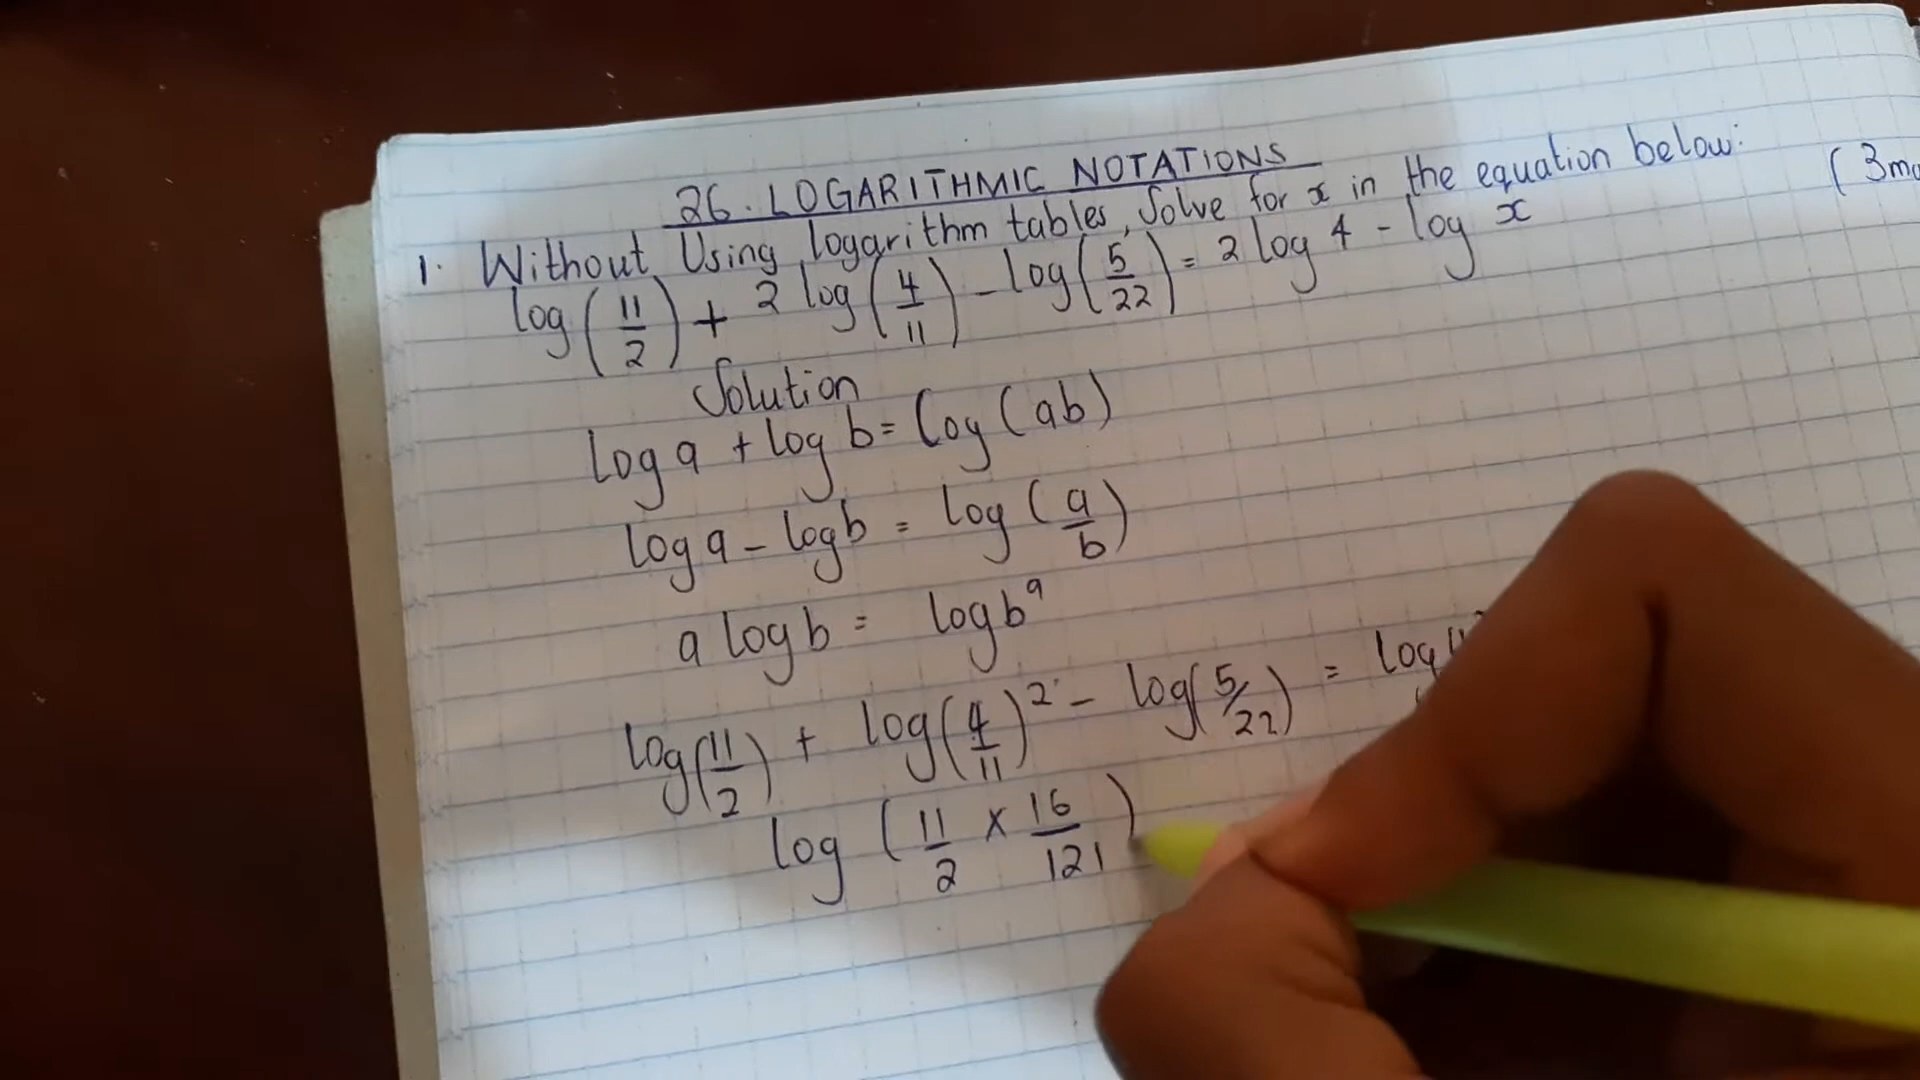 26. LOGARITHMIC NOTATIONS
1. Without Using logarithm tables, Solve for x in the equation below: (3
log(11/2) + 2 log(4/11) - log(5/22) = 2 log 4 - log x
Solution
log a + log b = log (ab)
log a - log b = log (a/b)
a log b = log bᵃ
log(11/2) + log(4/11)² - log(5/22) = log
log (11/2 × 16/121)